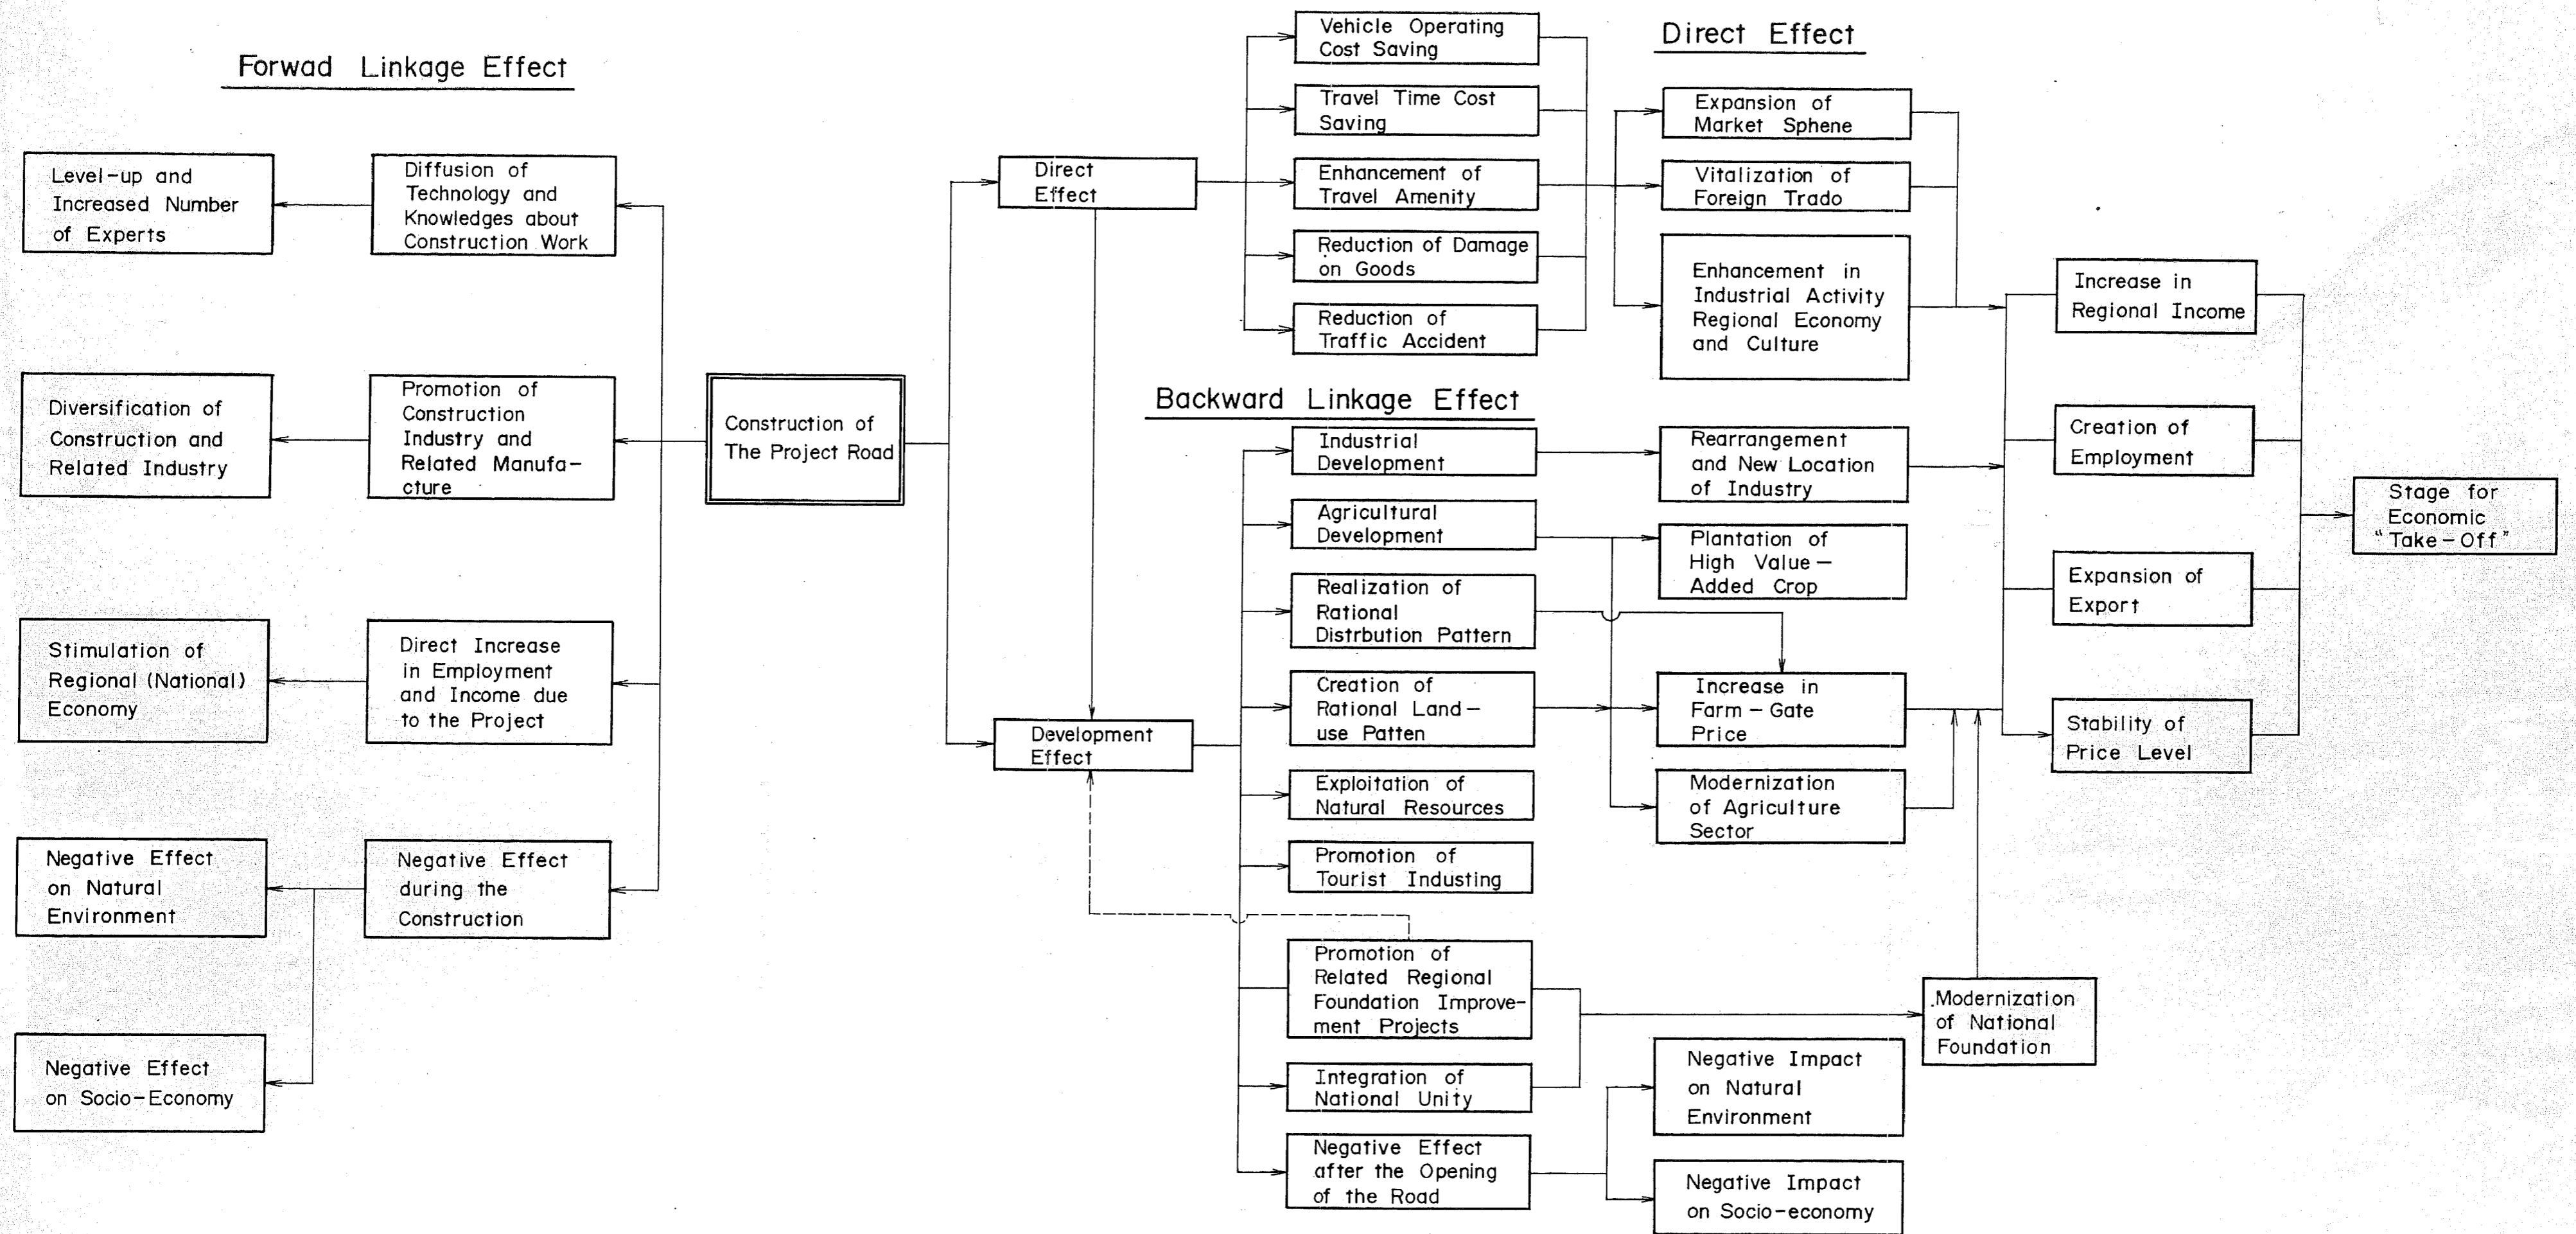 Forwad Linkage Effect
Level-up and
Increased Number
of Experts
Diffusion of
Technology and
Knowledges about
Construction Work
Diversification of
Construction and
Related Industry
Promotion of
Construction
Industry and
Related Manufa-
cture
Stimulation of
Regional (National)
Economy
Direct Increase
in Employment
and Income due
to the Project
Negative Effect
on Natural
Environment
Negative Effect
during the
Construction
Negative Effect
on Socio-Economy
Construction of
The Project Road
Direct
Effect
Development
Effect
Vehicle Operating
Cost Saving
Travel Time Cost
Saving
Enhancement of
Travel Amenity
Reduction of Damage
on Goods
Reduction of
Traffic Accident
Direct Effect
Expansion of
Market Sphene
Vitalization of
Foreign Trado
Enhancement in
Industrial Activity
Regional Economy
and Culture
Backward Linkage Effect
Industrial
Development
Agricultural
Development
Realization of
Rational
Distrbution Pattern
Creation of
Rational Land-
use Patten
Exploitation of
Natural Resources
Promotion of
Tourist Industing
Promotion of
Related Regional
Foundation Improve-
ment Projects
Integration of
National Unity
Negative Effect
after the Opening
of the Road
Rearrangement
and New Location
of Industry
Plantation of
High Value-
Added Crop
Increase in
Farm-Gate
Price
Modernization
of Agriculture
Sector
Negative Impact
on Natural
Environment
Negative Impact
on Socio-economy
Modernization
of National
Foundation
Increase in
Regional Income
Creation of
Employment
Expansion of
Export
Stability of
Price Level
Stage for
Economic
"Take-Off"